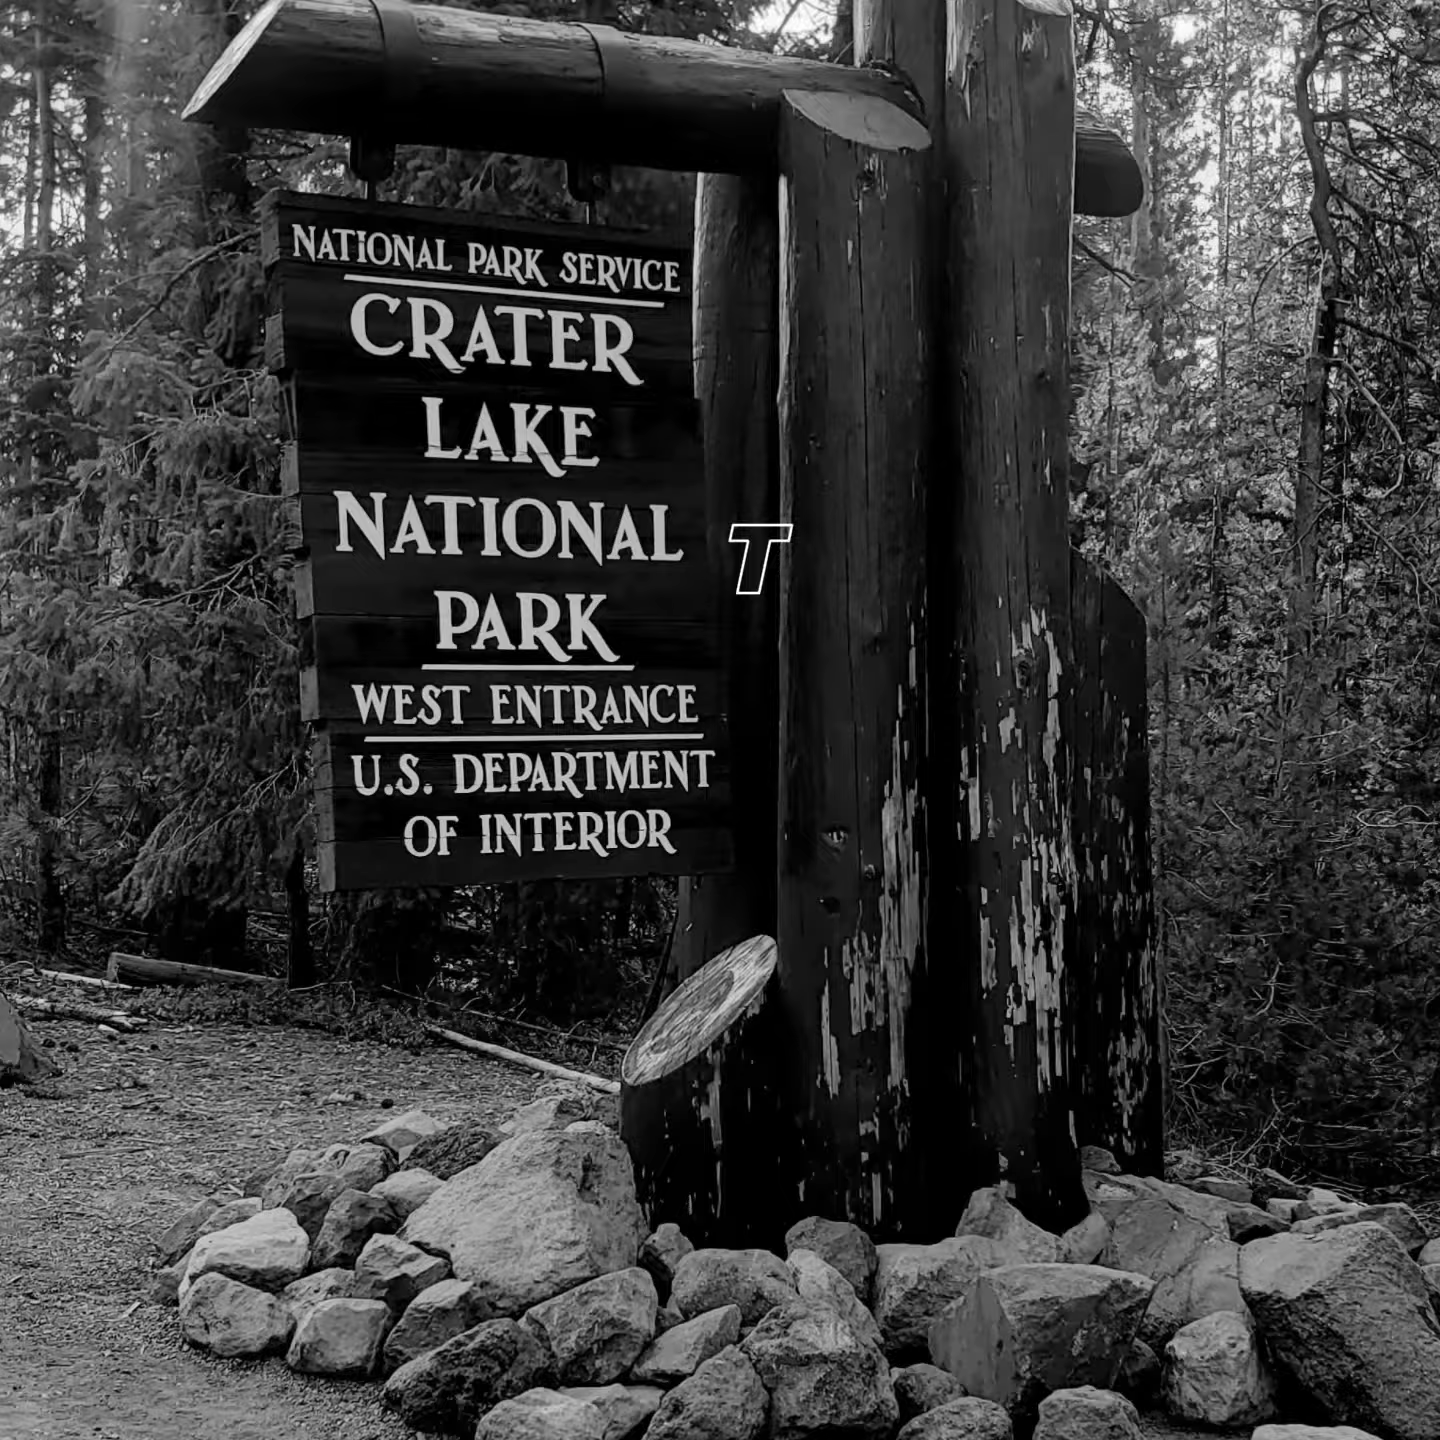 NATIONAL PARK SERVICE
CRATER
LAKE
NATIONAL
PARK
WEST ENTRANCE
U.S. DEPARTMENT
OF INTERIOR
T